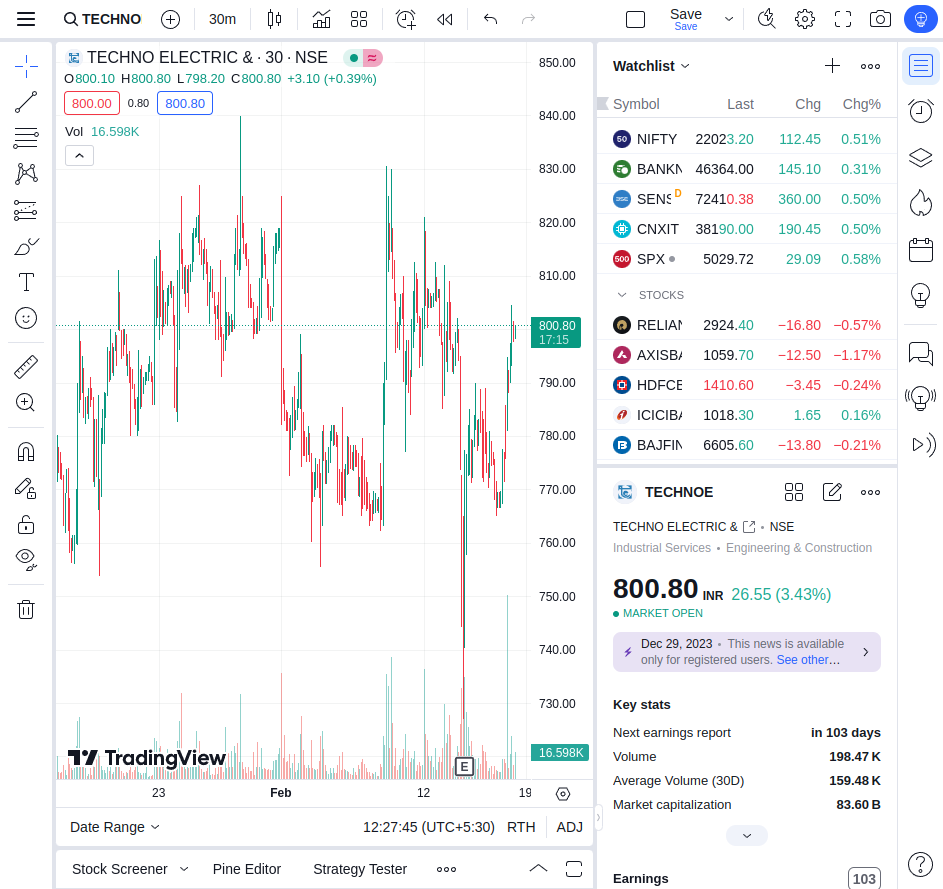 TECHNO
30m
Save
Save
TECHNO ELECTRIC & · 30 · NSE
O800.10 H800.80 L798.20 C800.80 +3.10 (+0.39%)
800.00 0.80 800.80
Vol 16.598K
850.00
840.00
830.00
820.00
810.00
800.80
17:15
790.00
780.00
770.00
760.00
750.00
740.00
730.00
16.598K
TradingView
E
23 Feb 12 19
Date Range
12:27:45 (UTC+5:30) RTH ADJ
Stock Screener Pine Editor Strategy Tester
Watchlist
Symbol Last Chg Chg%
50 NIFTY 22023.20 112.45 0.51%
BANKN 46364.00 145.10 0.31%
SENS D 72410.38 360.00 0.50%
CNXIT 38190.00 190.45 0.50%
500 SPX 5029.72 29.09 0.58%
STOCKS
RELIAN 2924.40 −16.80 −0.57%
AXISBA 1059.70 −12.50 −1.17%
HDFCB 1410.60 −3.45 −0.24%
ICICIBA 1018.30 1.65 0.16%
BAJFIN 6605.60 −13.80 −0.21%
TECHNOE
TECHNO ELECTRIC & • NSE
Industrial Services • Engineering & Construction
800.80 INR 26.55 (3.43%)
MARKET OPEN
Dec 29, 2023 • This news is available
only for registered users. See other…
Key stats
Next earnings report in 103 days
Volume 198.47 K
Average Volume (30D) 159.48 K
Market capitalization 83.60 B
Earnings 103